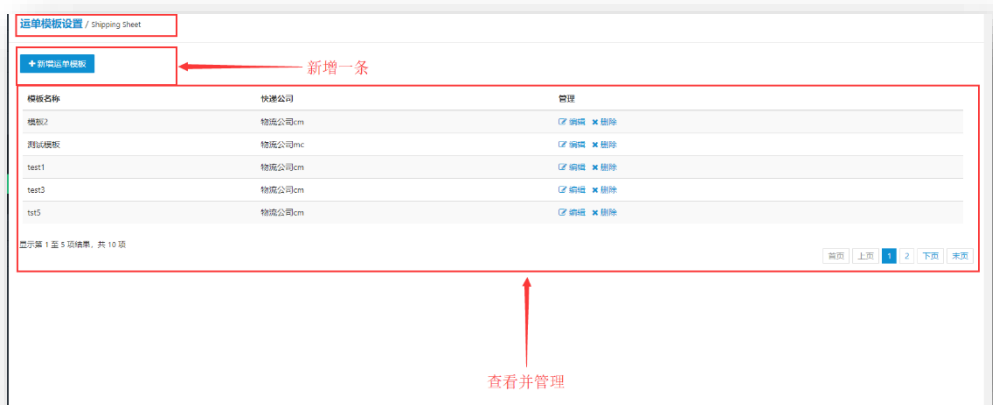 运单模板设置 / Shipping Sheet
+新增运单模板
新增一条
模板名称 快递公司 管理
模板2 物流公司cm 编辑 × 删除
测试模板 物流公司mc 编辑 × 删除
test1 物流公司cm 编辑 × 删除
test3 物流公司cm 编辑 × 删除
tst5 物流公司cm 编辑 × 删除
显示第 1 至 5 项结果，共 10 项
首页 上页 1 2 下页 末页
查看并管理